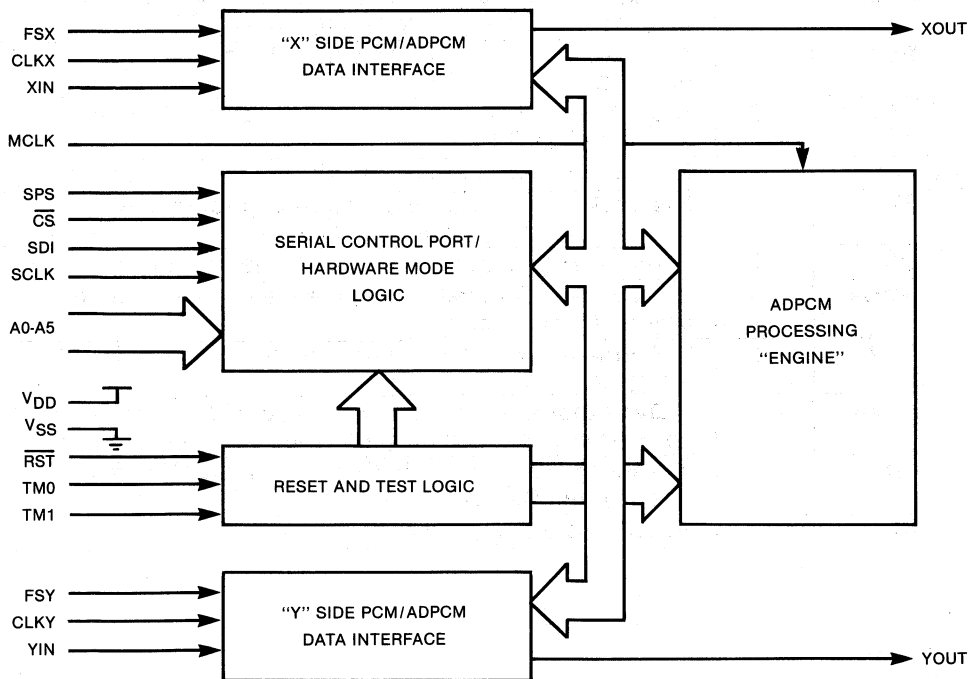 FSX
CLKX
XIN
"X" SIDE PCM/ADPCM
DATA INTERFACE
XOUT
MCLK
SPS
C̅S̅
SDI
SCLK
A0-A5
SERIAL CONTROL PORT/
HARDWARE MODE
LOGIC
ADPCM
PROCESSING
"ENGINE"
VDD
VSS
R̅S̅T̅
TM0
TM1
RESET AND TEST LOGIC
FSY
CLKY
YIN
"Y" SIDE PCM/ADPCM
DATA INTERFACE
YOUT